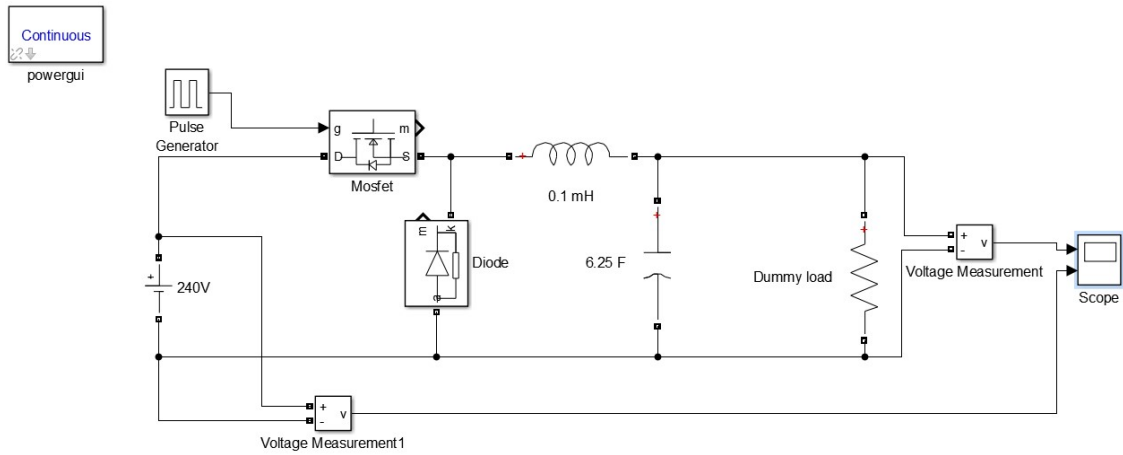 Continuous
powergui
Pulse
Generator
g
m
D
S
Mosfet
0.1 mH
m
k
a
Diode
6.25 F
Dummy load
+
-
v
Voltage Measurement
Scope
+
240V
+
-
v
Voltage Measurement1